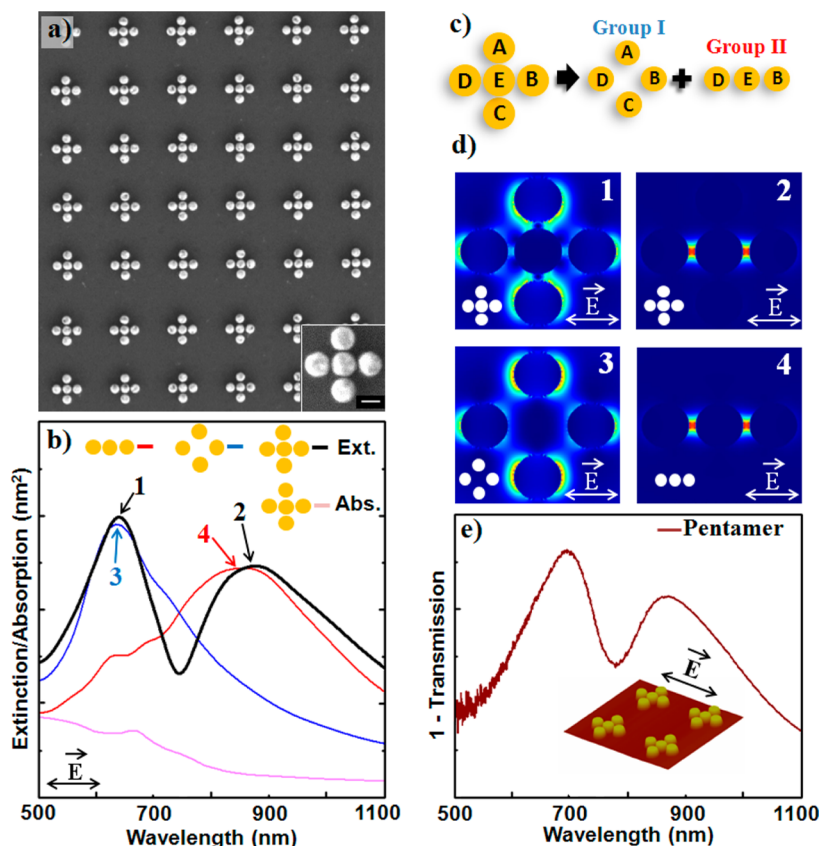 a)
b)
Ext.
Abs.
1
2
3
4
E
Extinction/Absorption (nm²)
500 700 900 1100
Wavelength (nm)
c)
Group I
Group II
A
D E B
C
A
D B
C
D E B
d)
1
E
2
E
3
E
4
E
e)
Pentamer
E
1 - Transmission
500 700 900 1100
Wavelength (nm)